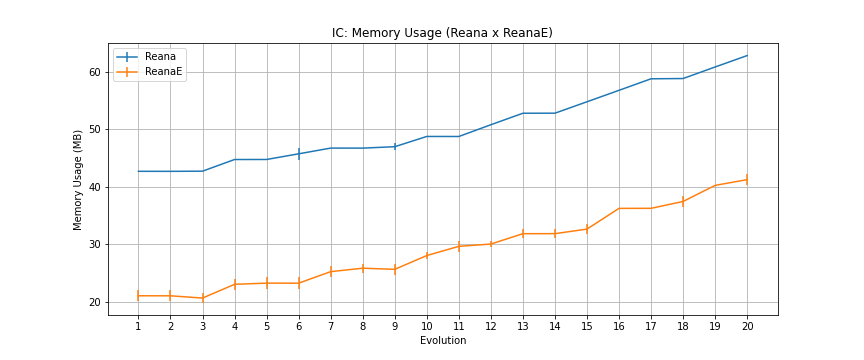 IC: Memory Usage (Reana x ReanaE)
Reana
ReanaE
Memory Usage (MB)
60
50
40
30
20
1 2 3 4 5 6 7 8 9 10 11 12 13 14 15 16 17 18 19 20
Evolution